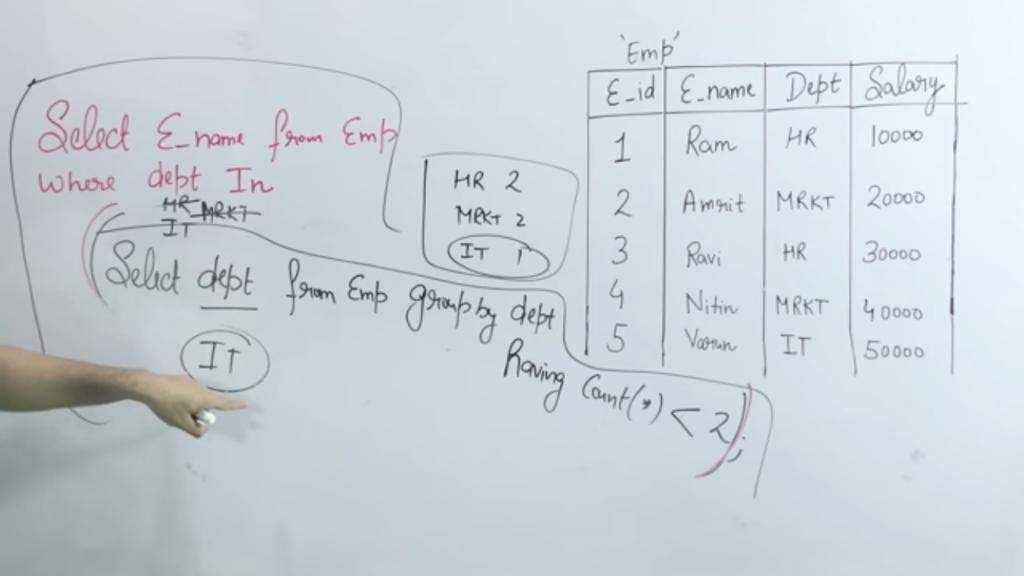 Select E_name from Emp
where dept In
HR MRKT
IT
(Select dept from Emp group by dept
Having Count(*) < 2);
IT
HR 2
MRKT 2
IT 1
'Emp'
E_id E_name Dept Salary
1 Ram HR 10000
2 Amrit MRKT 20000
3 Ravi HR 30000
4 Nitin MRKT 40000
5 Varun IT 50000